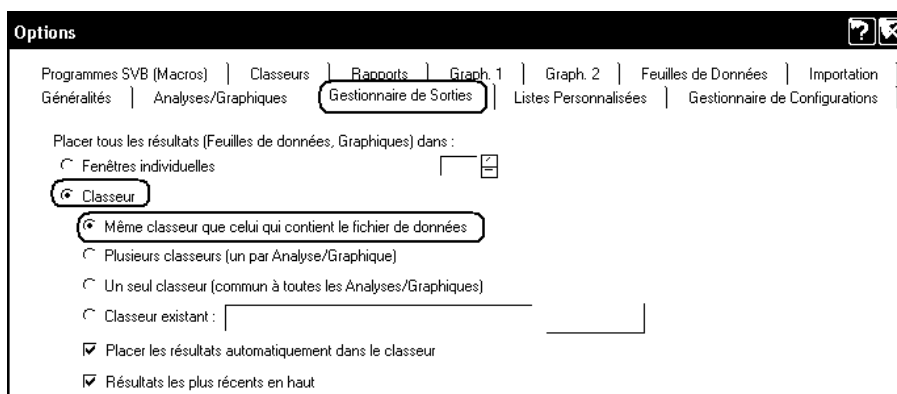 Options
Programmes SVB (Macros) Classeurs Rapports Graph. 1 Graph. 2 Feuilles de Données Importation
Généralités Analyses/Graphiques Gestionnaire de Sorties Listes Personnalisées Gestionnaire de Configurations
Placer tous les résultats (Feuilles de données, Graphiques) dans :
Fenêtres individuelles
Classeur
Même classeur que celui qui contient le fichier de données
Plusieurs classeurs (un par Analyse/Graphique)
Un seul classeur (commun à toutes les Analyses/Graphiques)
Classeur existant :
Placer les résultats automatiquement dans le classeur
Résultats les plus récents en haut